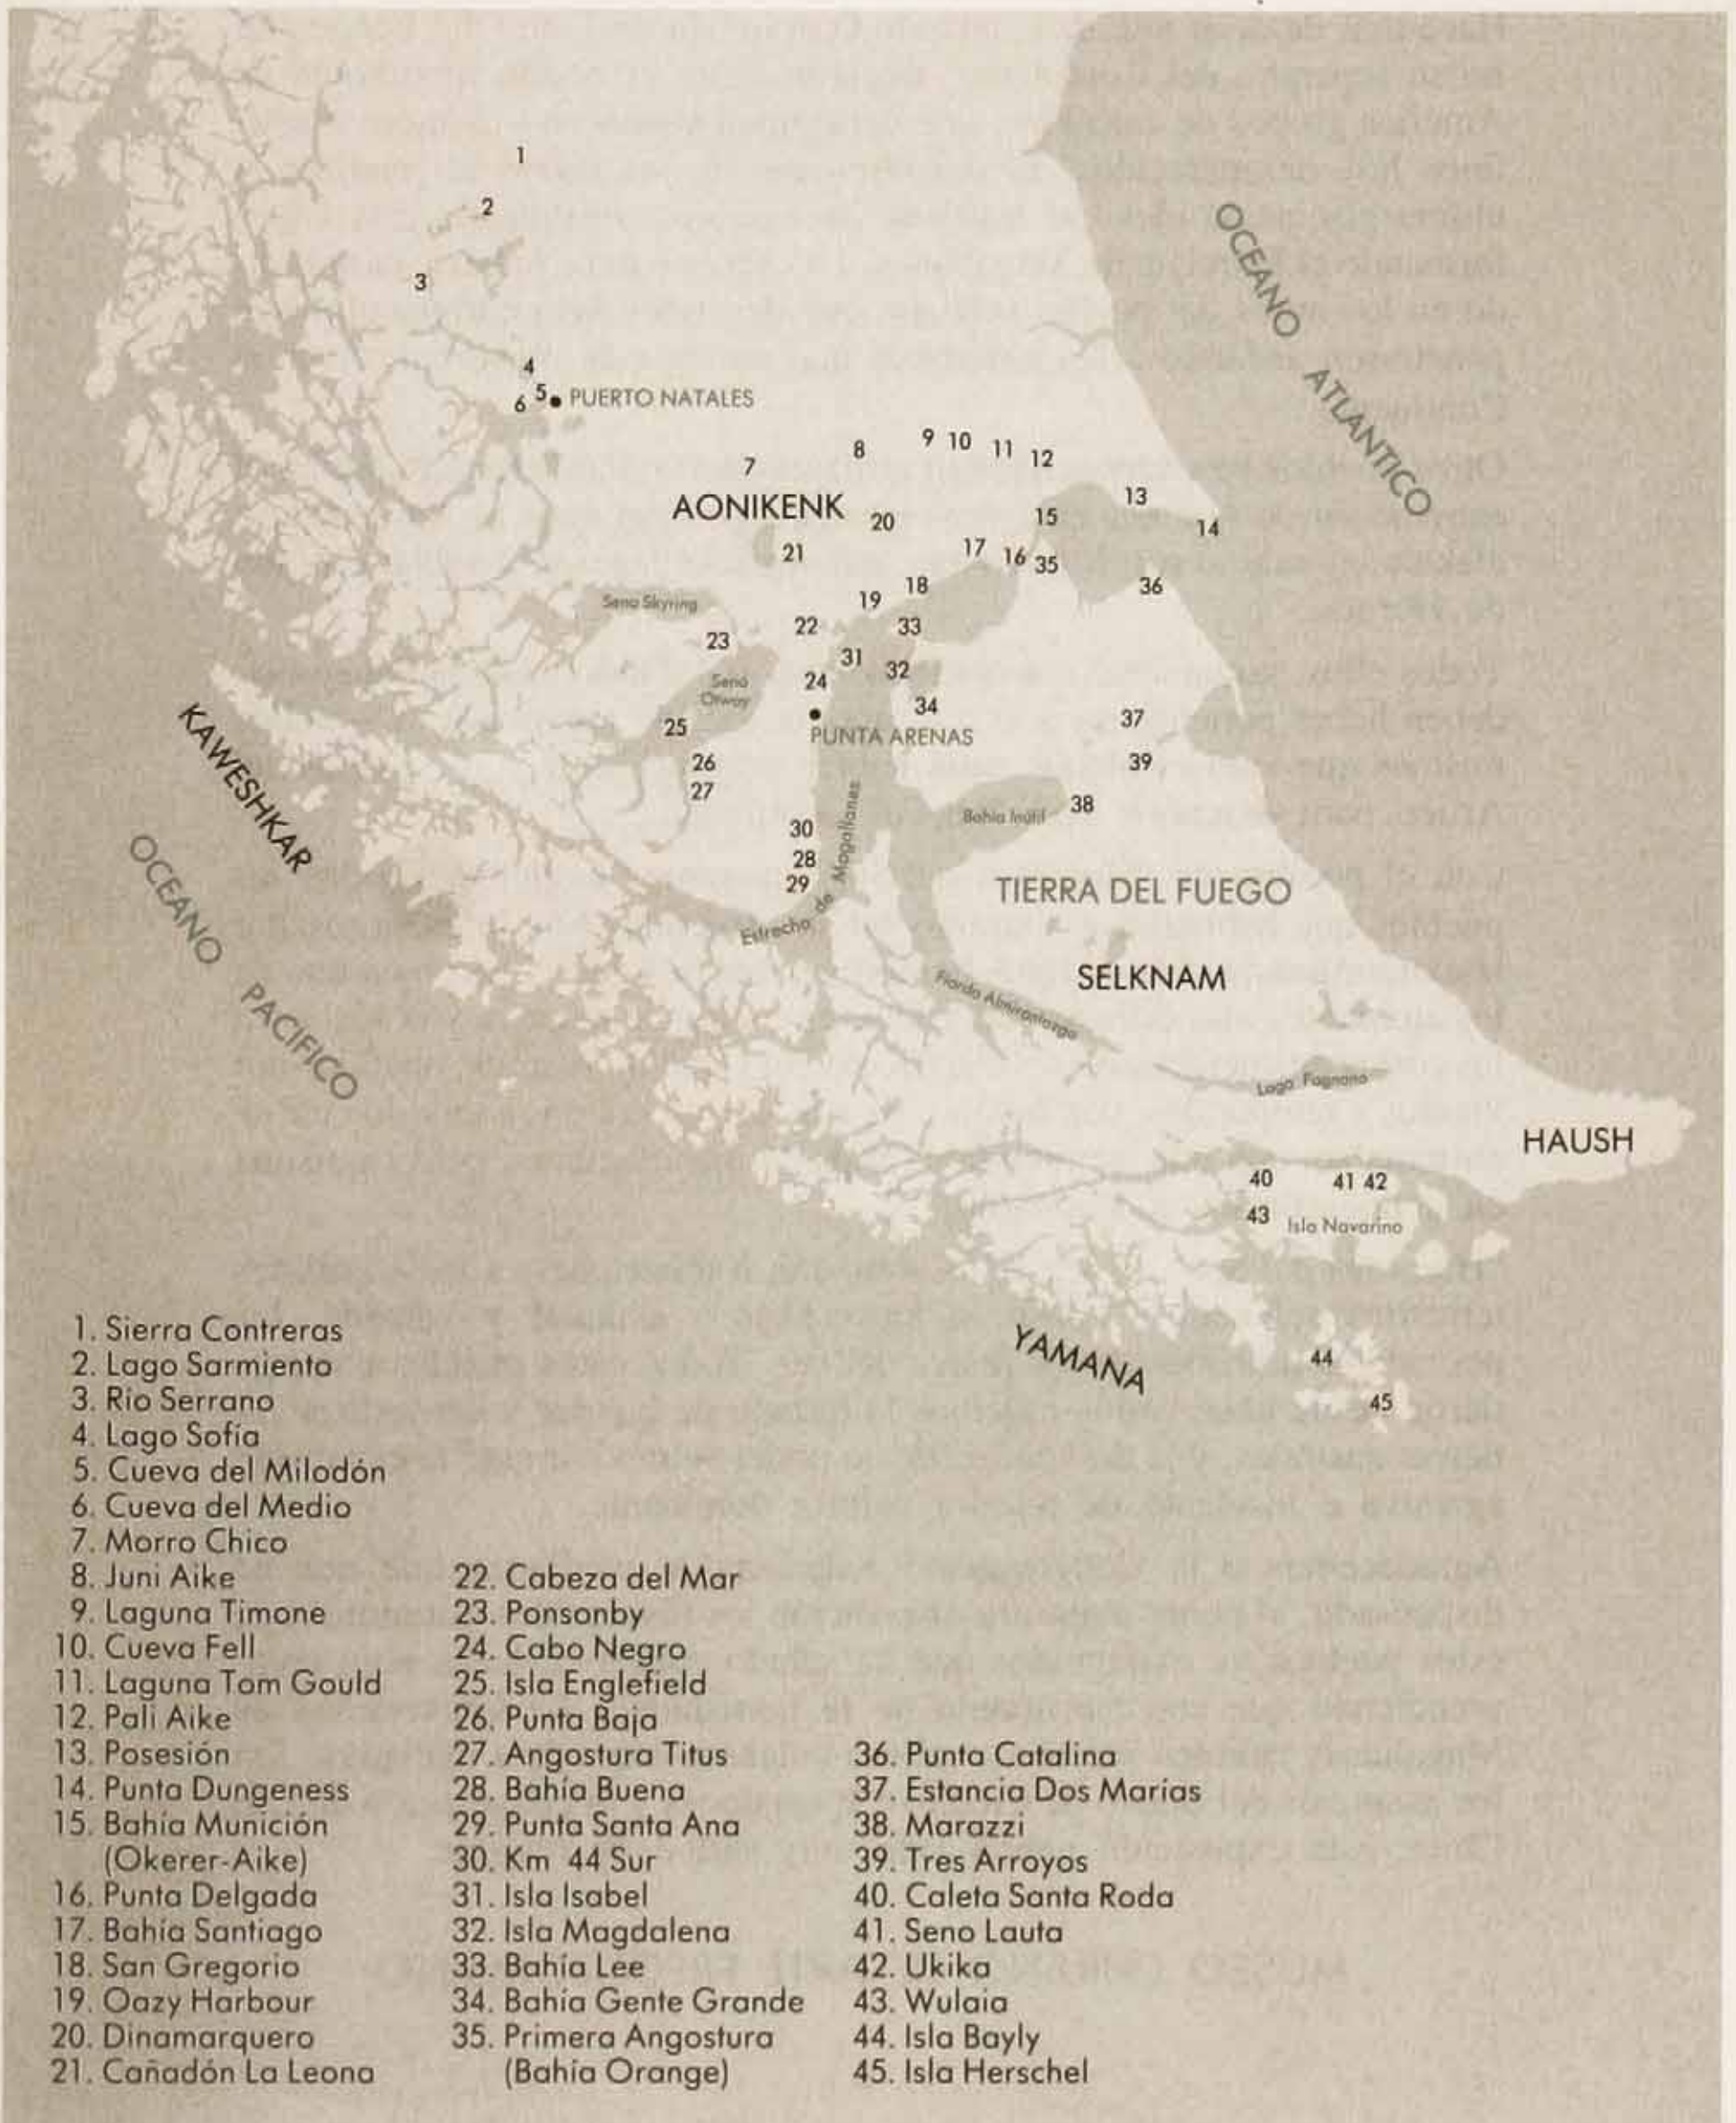 1
2
3
4
5
6
PUERTO NATALES
7
8
9
10
11
12
13
14
15
16
17
18
19
20
21
35
36
AONIKENK
OCEANO ATLANTICO
Seno Skyring
22
23
33
31
32
24
34
Seno Otway
25
PUNTA ARENAS
37
26
27
39
38
Bahía Inútil
30
28
29
Estrecho de Magallanes
KAWESHKAR
OCEANO PACIFICO
TIERRA DEL FUEGO
SELKNAM
Fiordo Almirantazgo
Lago Fagnano
HAUSH
40
41
42
43
Isla Navarino
YAMANA
44
45
1. Sierra Contreras
2. Lago Sarmiento
3. Río Serrano
4. Lago Sofía
5. Cueva del Milodón
6. Cueva del Medio
7. Morro Chico
8. Juni Aike
9. Laguna Timone
10. Cueva Fell
11. Laguna Tom Gould
12. Pali Aike
13. Posesión
14. Punta Dungeness
15. Bahía Munición
(Okerer-Aike)
16. Punta Delgada
17. Bahía Santiago
18. San Gregorio
19. Oazy Harbour
20. Dinamarquero
21. Cañadón La Leona
22. Cabeza del Mar
23. Ponsonby
24. Cabo Negro
25. Isla Englefield
26. Punta Baja
27. Angostura Titus
28. Bahía Buena
29. Punta Santa Ana
30. Km 44 Sur
31. Isla Isabel
32. Isla Magdalena
33. Bahía Lee
34. Bahía Gente Grande
35. Primera Angostura
(Bahía Orange)
36. Punta Catalina
37. Estancia Dos Marías
38. Marazzi
39. Tres Arroyos
40. Caleta Santa Roda
41. Seno Lauta
42. Ukika
43. Wulaia
44. Isla Bayly
45. Isla Herschel